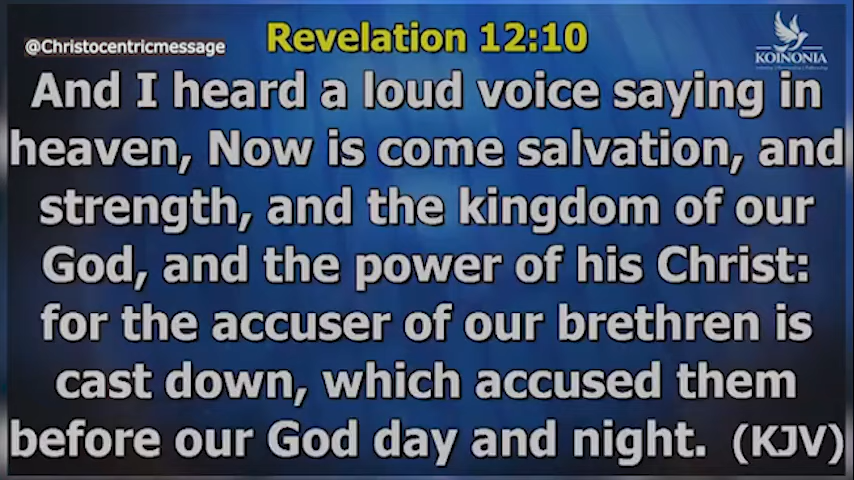 @Christocentricmessage
Revelation 12:10
KOINONIA
And I heard a loud voice saying in
heaven, Now is come salvation, and
strength, and the kingdom of our
God, and the power of his Christ:
for the accuser of our brethren is
cast down, which accused them
before our God day and night. (KJV)